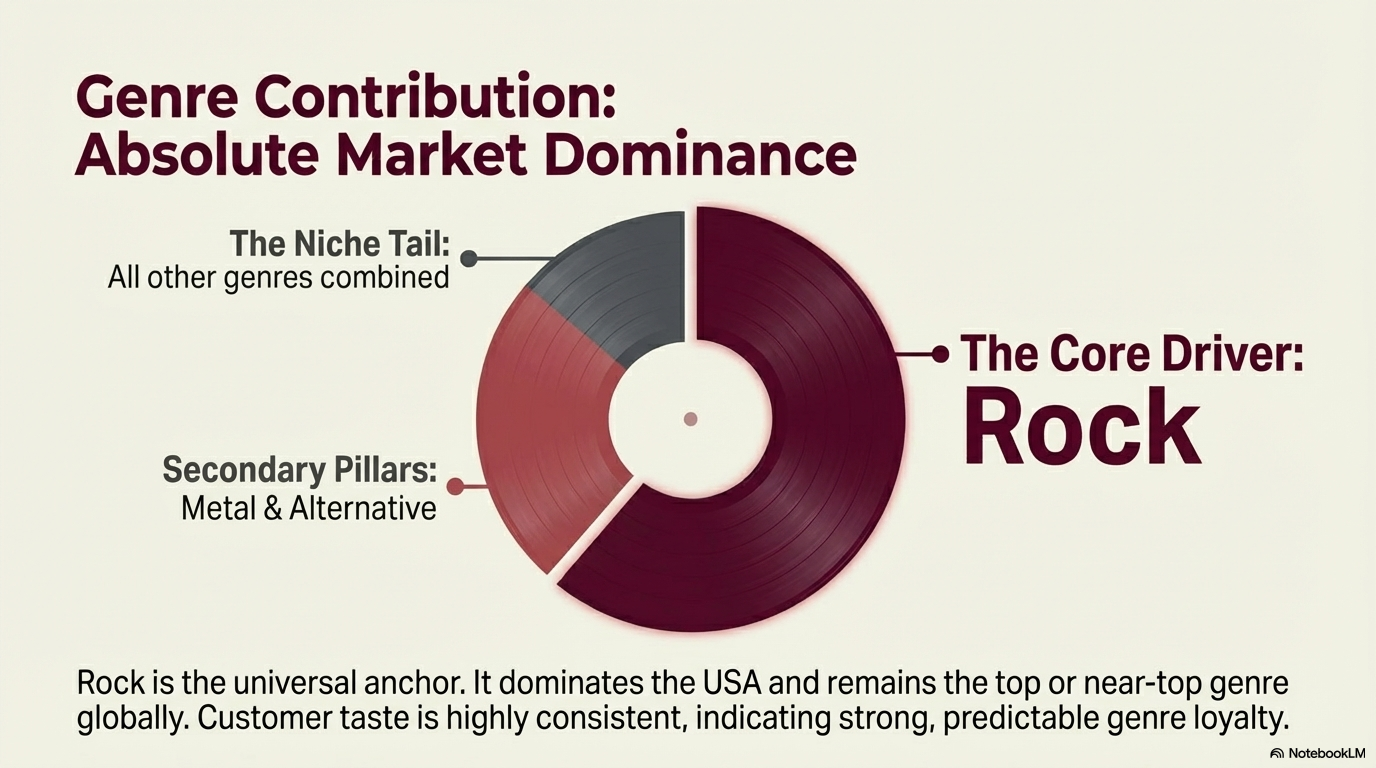 Genre Contribution:
Absolute Market Dominance
The Niche Tail:
All other genres combined
The Core Driver:
Rock
Secondary Pillars:
Metal & Alternative
Rock is the universal anchor. It dominates the USA and remains the top or near-top genre
globally. Customer taste is highly consistent, indicating strong, predictable genre loyalty.
NotebookLM